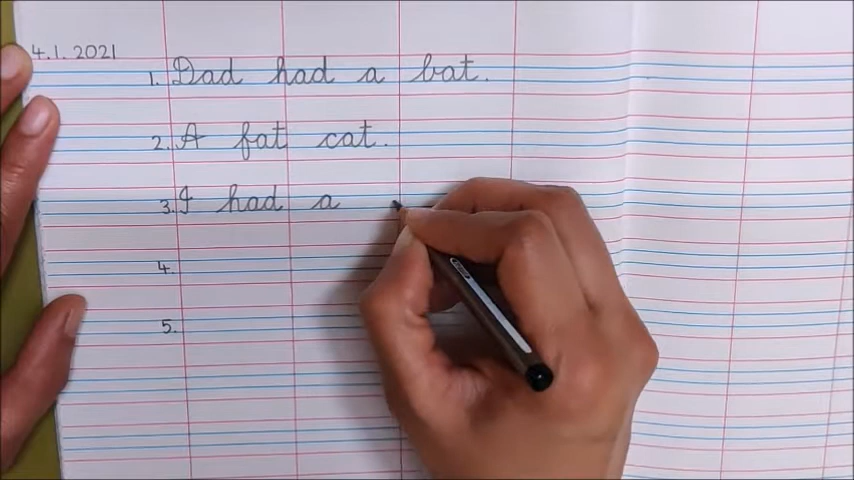 4.1.2021
1. Dad had a bat.
2. A fat cat.
3. I had a
4.
5.